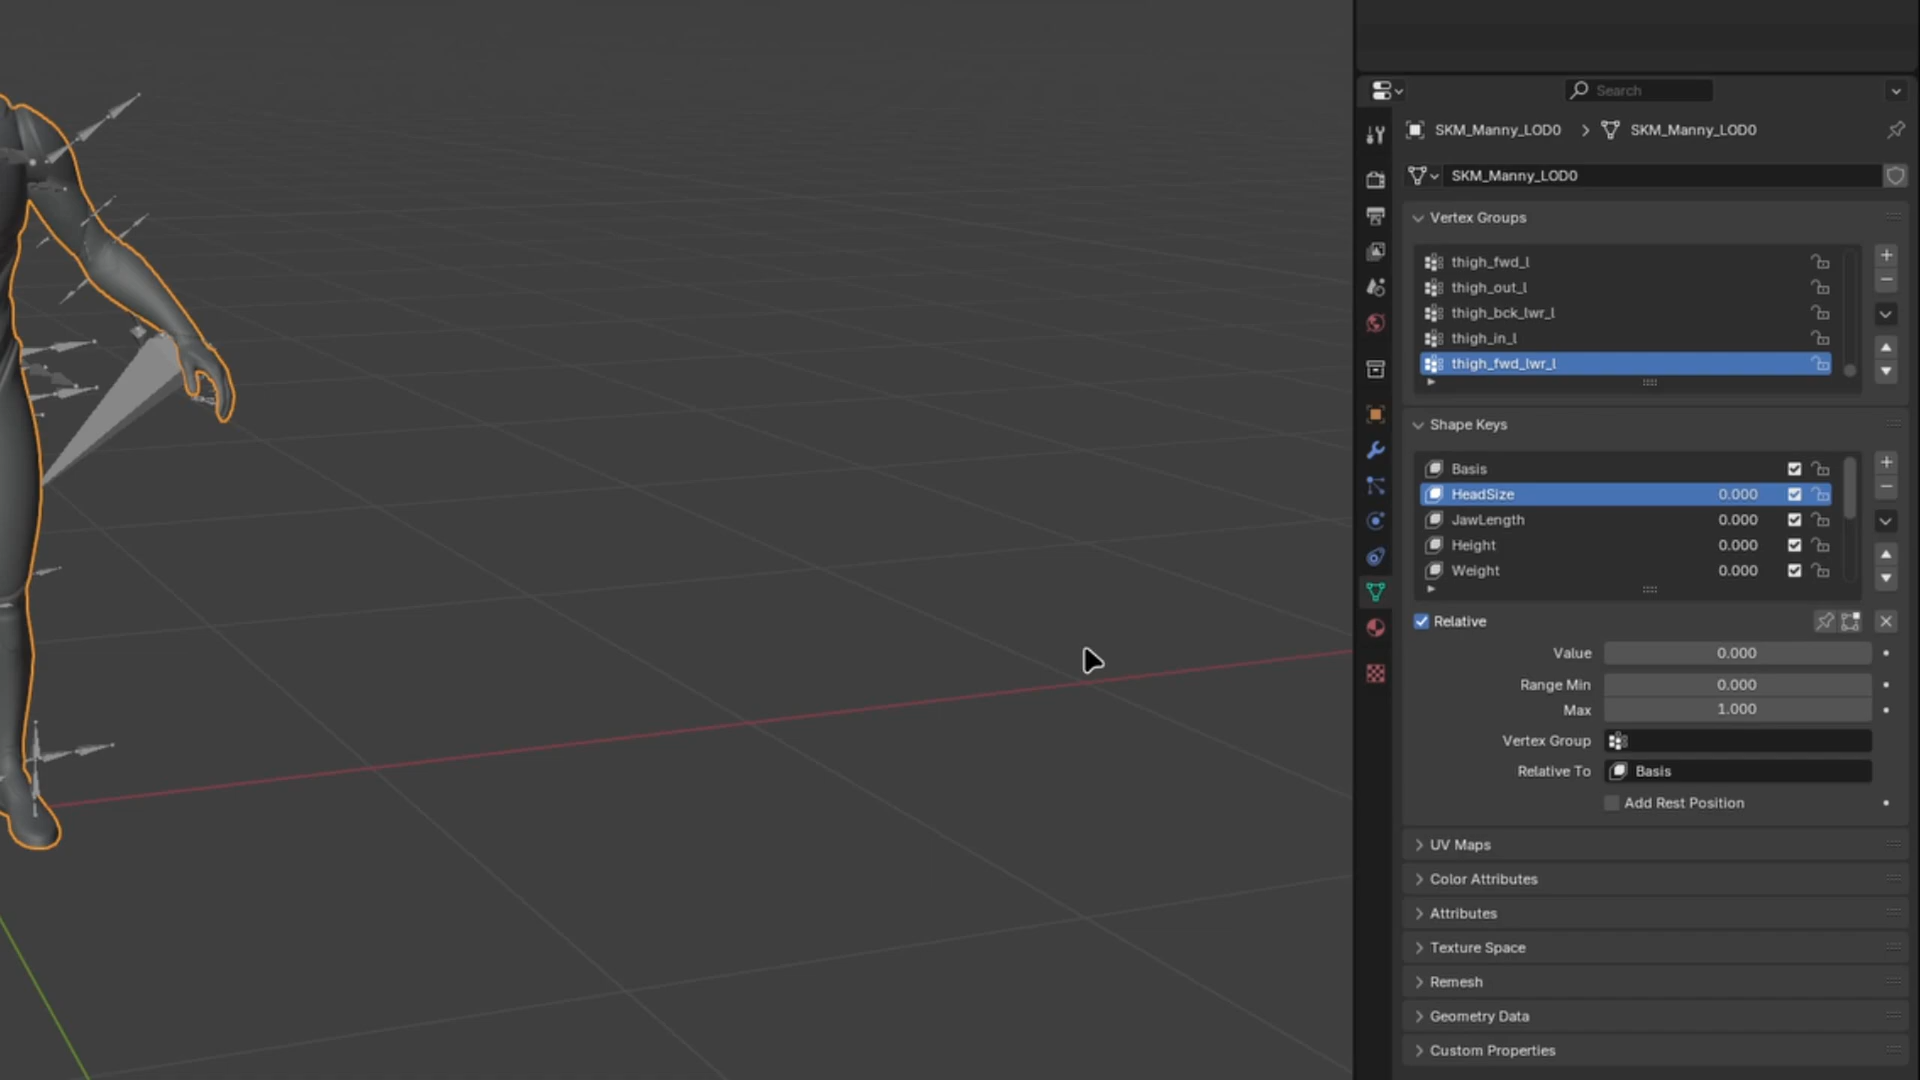 Search
SKM_Manny_LOD0 > SKM_Manny_LOD0
SKM_Manny_LOD0
Vertex Groups
thigh_fwd_l
thigh_out_l
thigh_bck_lwr_l
thigh_in_l
thigh_fwd_lwr_l
Shape Keys
Basis
HeadSize 0.000
JawLength 0.000
Height 0.000
Weight 0.000
Relative
Value 0.000
Range Min 0.000
Max 1.000
Vertex Group
Relative To Basis
Add Rest Position
UV Maps
Color Attributes
Attributes
Texture Space
Remesh
Geometry Data
Custom Properties